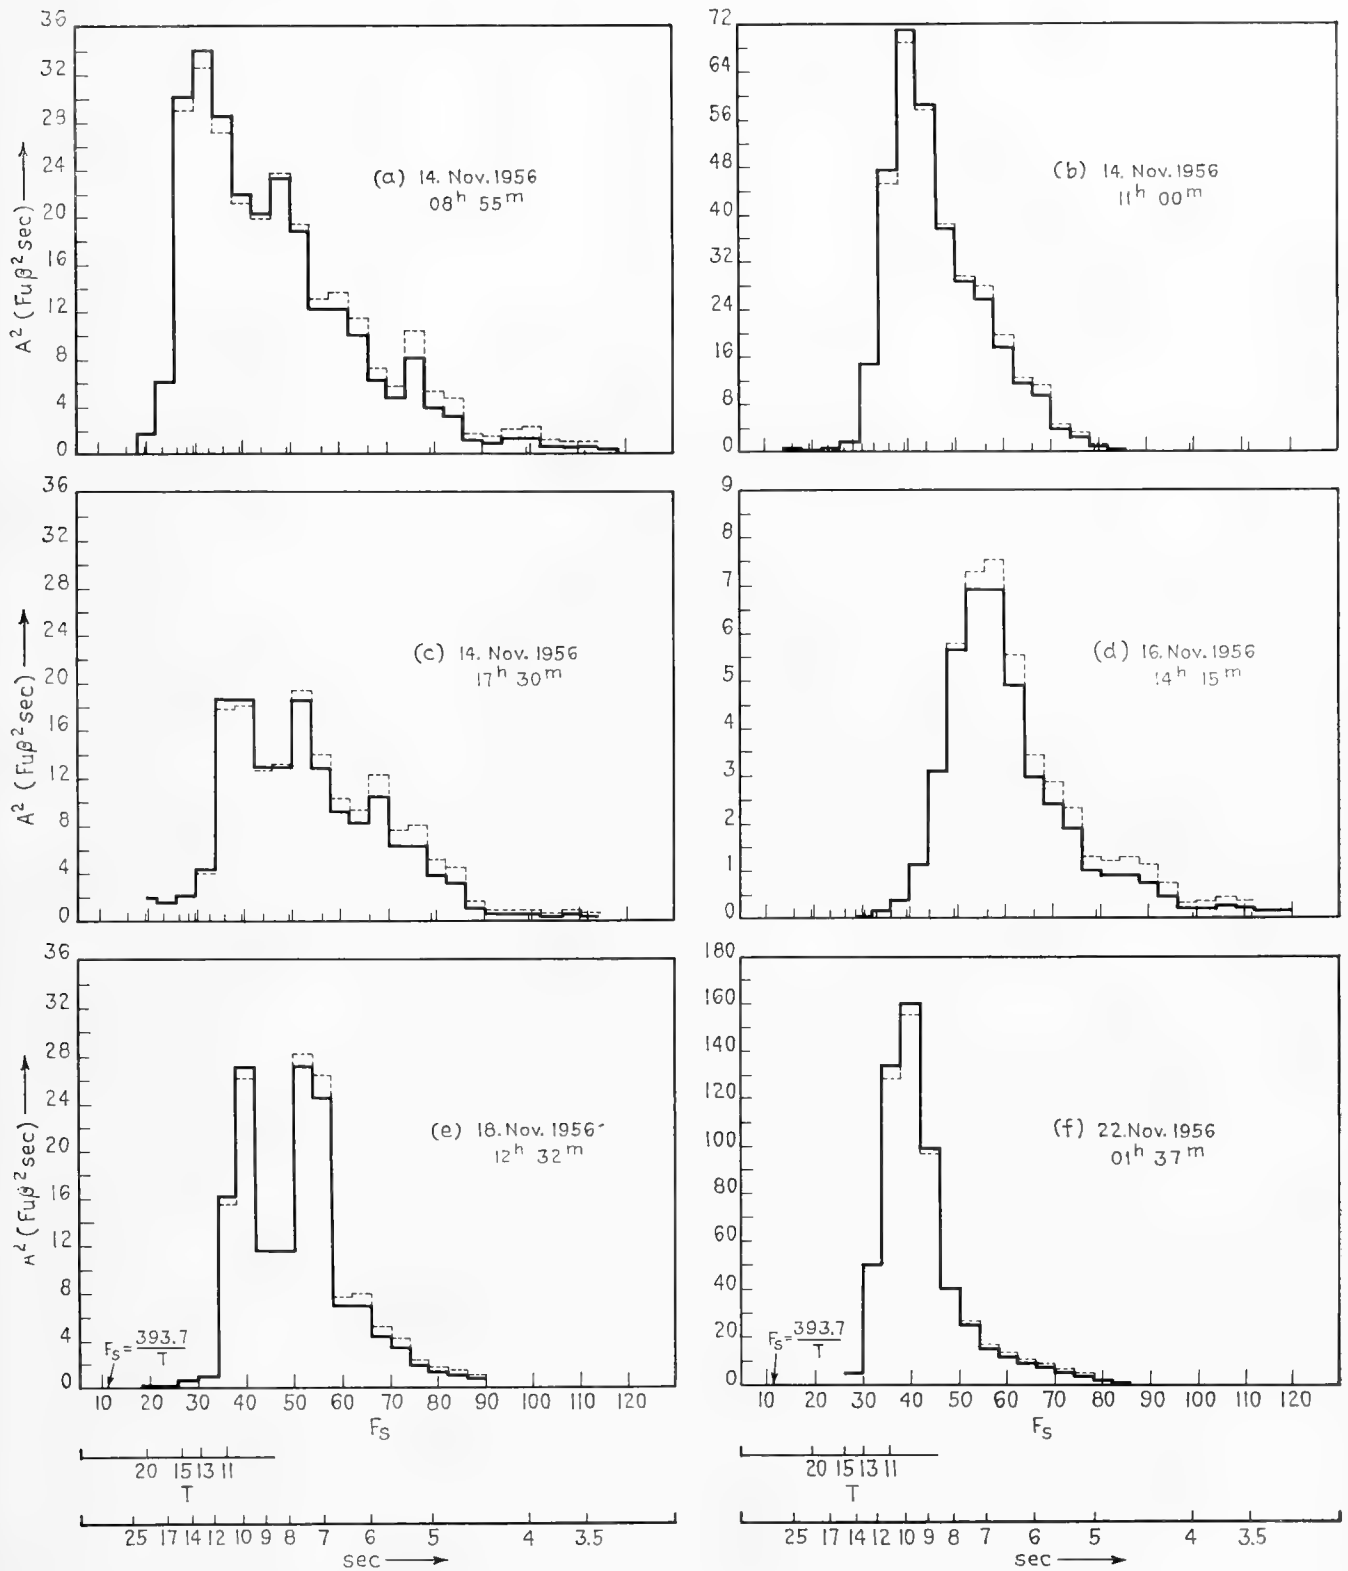 36 32 28 24 20 16 12 8 4 0
A² (Fuβ²sec)
(a) 14. Nov. 1956
08ʰ 55ᵐ
72 64 56 48 40 32 24 16 8 0
(b) 14. Nov. 1956
11ʰ 00ᵐ
36 32 28 24 20 16 12 8 4 0
A² (Fuβ²sec)
(c) 14. Nov. 1956
17ʰ 30ᵐ
9 8 7 6 5 4 3 2 1 0
(d) 16. Nov. 1956
14ʰ 15ᵐ
36 32 28 24 20 16 12 8 4 0
A² (Fuβ²sec)
(e) 18. Nov. 1956
12ʰ 32ᵐ
Fs = 393.7
T
10 20 30 40 50 60 70 80 90 100 110 120
Fs
20 15 13 11
T
25 17 14 12 10 9 8 7 6 5 4 3.5
sec
180 160 140 120 100 80 60 40 20 0
(f) 22. Nov. 1956
01ʰ 37ᵐ
Fs = 393.7
T
10 20 30 40 50 60 70 80 90 100 110 120
Fs
20 15 13 11
T
25 17 14 12 10 9 8 7 6 5 4 3.5
sec